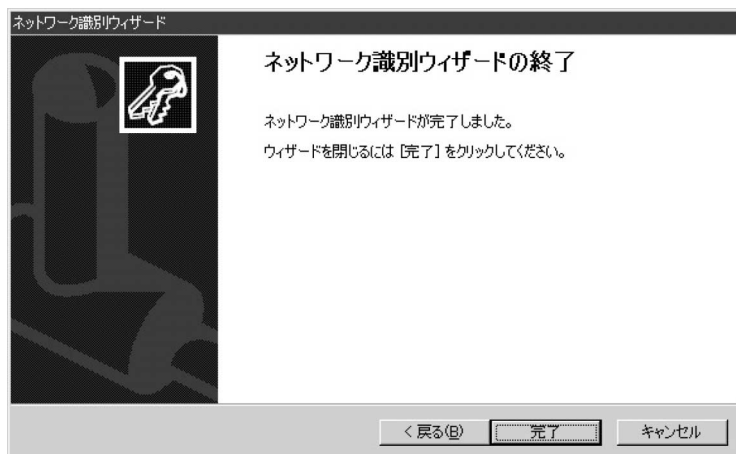 ネットワーク識別ウィザード
ネットワーク識別ウィザードの終了
ネットワーク識別ウィザードが完了しました。
ウィザードを閉じるには [完了] をクリックしてください。
< 戻る(B)
完了
キャンセル